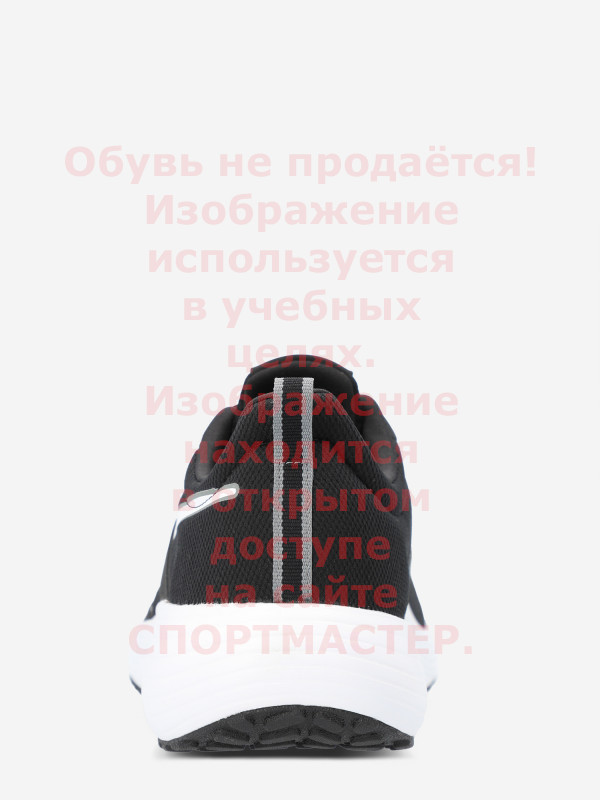 Обувь не продаётся!
Изображение
используется
в учебных
целях.
Изображение
находится
в открытом
доступе
на сайте
СПОРТМАСТЕР.